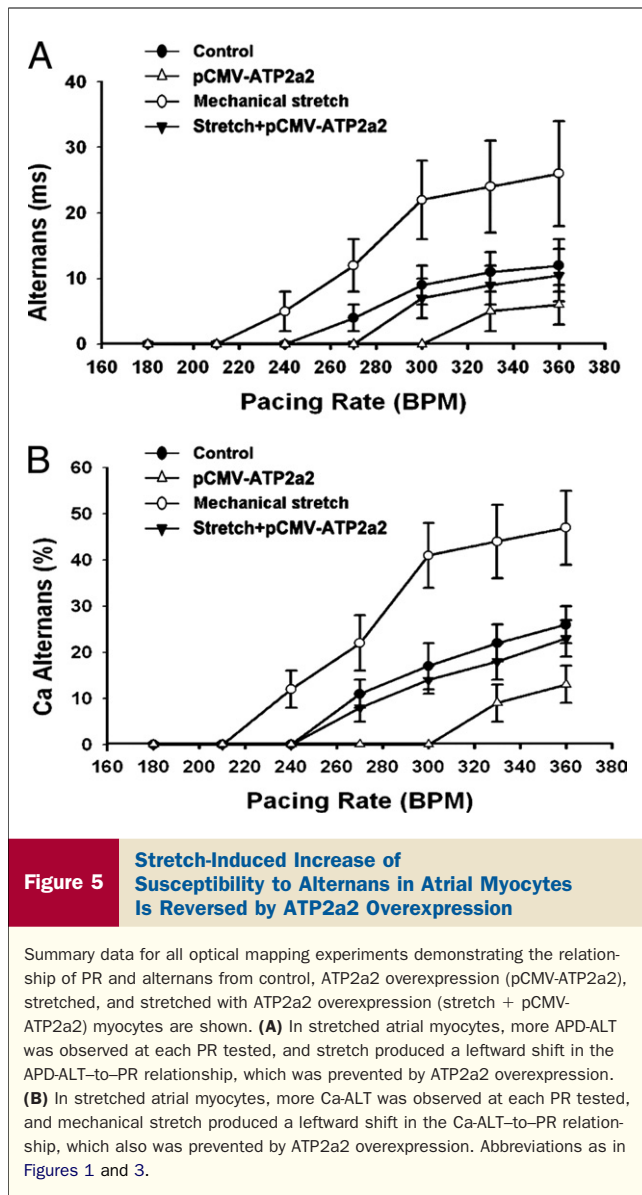 A
Control
pCMV-ATP2a2
Mechanical stretch
Stretch+pCMV-ATP2a2
Alternans (ms)
40
30
20
10
0
160 180 200 220 240 260 280 300 320 340 360 380
Pacing Rate (BPM)
B
Control
pCMV-ATP2a2
Mechanical stretch
Stretch+pCMV-ATP2a2
Ca Alternans (%)
60
50
40
30
20
10
0
160 180 200 220 240 260 280 300 320 340 360 380
Pacing Rate (BPM)
Figure 5
Stretch-Induced Increase of
Susceptibility to Alternans in Atrial Myocytes
Is Reversed by ATP2a2 Overexpression
Summary data for all optical mapping experiments demonstrating the relation-
ship of PR and alternans from control, ATP2a2 overexpression (pCMV-ATP2a2),
stretched, and stretched with ATP2a2 overexpression (stretch + pCMV-
ATP2a2) myocytes are shown. (A) In stretched atrial myocytes, more APD-ALT
was observed at each PR tested, and stretch produced a leftward shift in the
APD-ALT–to–PR relationship, which was prevented by ATP2a2 overexpression.
(B) In stretched atrial myocytes, more Ca-ALT was observed at each PR tested,
and mechanical stretch produced a leftward shift in the Ca-ALT–to–PR relation-
ship, which also was prevented by ATP2a2 overexpression. Abbreviations as in
Figures 1 and 3.